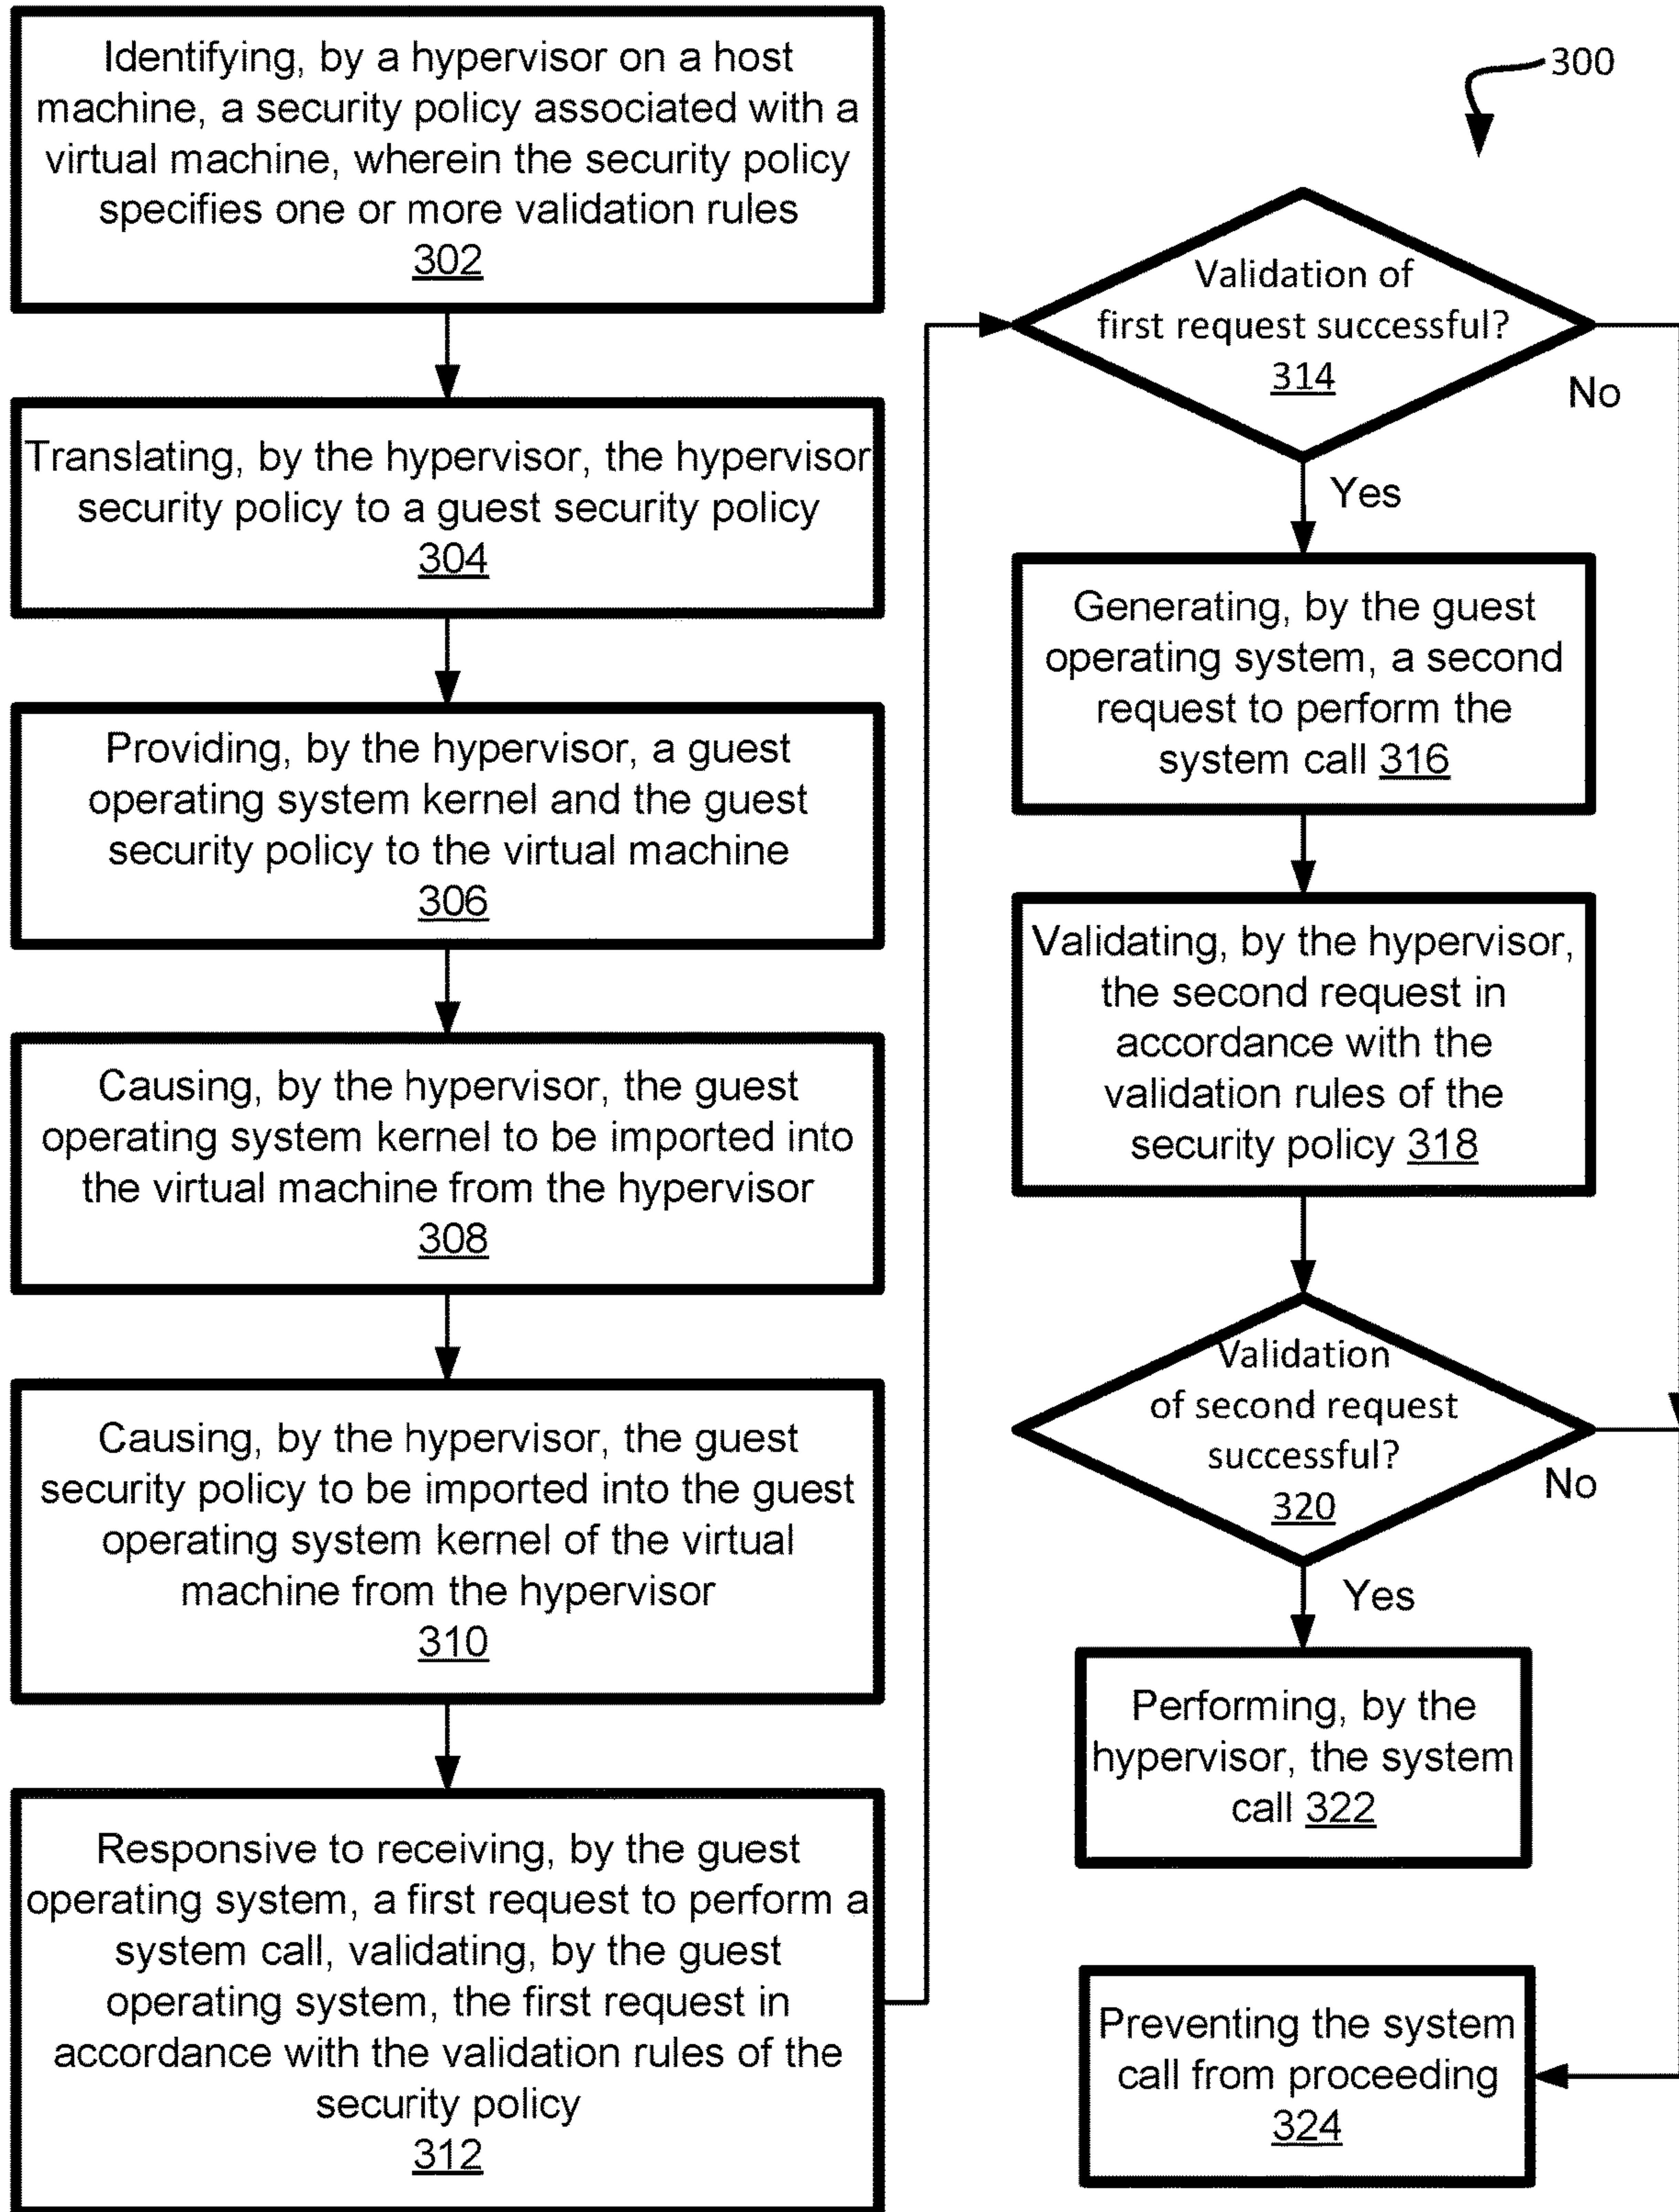 Identifying, by a hypervisor on a host
machine, a security policy associated with a
virtual machine, wherein the security policy
specifies one or more validation rules
302
Translating, by the hypervisor, the hypervisor
security policy to a guest security policy
304
Providing, by the hypervisor, a guest
operating system kernel and the guest
security policy to the virtual machine
306
Causing, by the hypervisor, the guest
operating system kernel to be imported into
the virtual machine from the hypervisor
308
Causing, by the hypervisor, the guest
security policy to be imported into the guest
operating system kernel of the virtual
machine from the hypervisor
310
Responsive to receiving, by the guest
operating system, a first request to perform a
system call, validating, by the guest
operating system, the first request in
accordance with the validation rules of the
security policy
312
300
Validation of
first request successful?
314
No
Yes
Generating, by the guest
operating system, a second
request to perform the
system call 316
Validating, by the hypervisor,
the second request in
accordance with the
validation rules of the
security policy 318
Validation
of second request
successful?
320
No
Yes
Performing, by the
hypervisor, the system
call 322
Preventing the system
call from proceeding
324